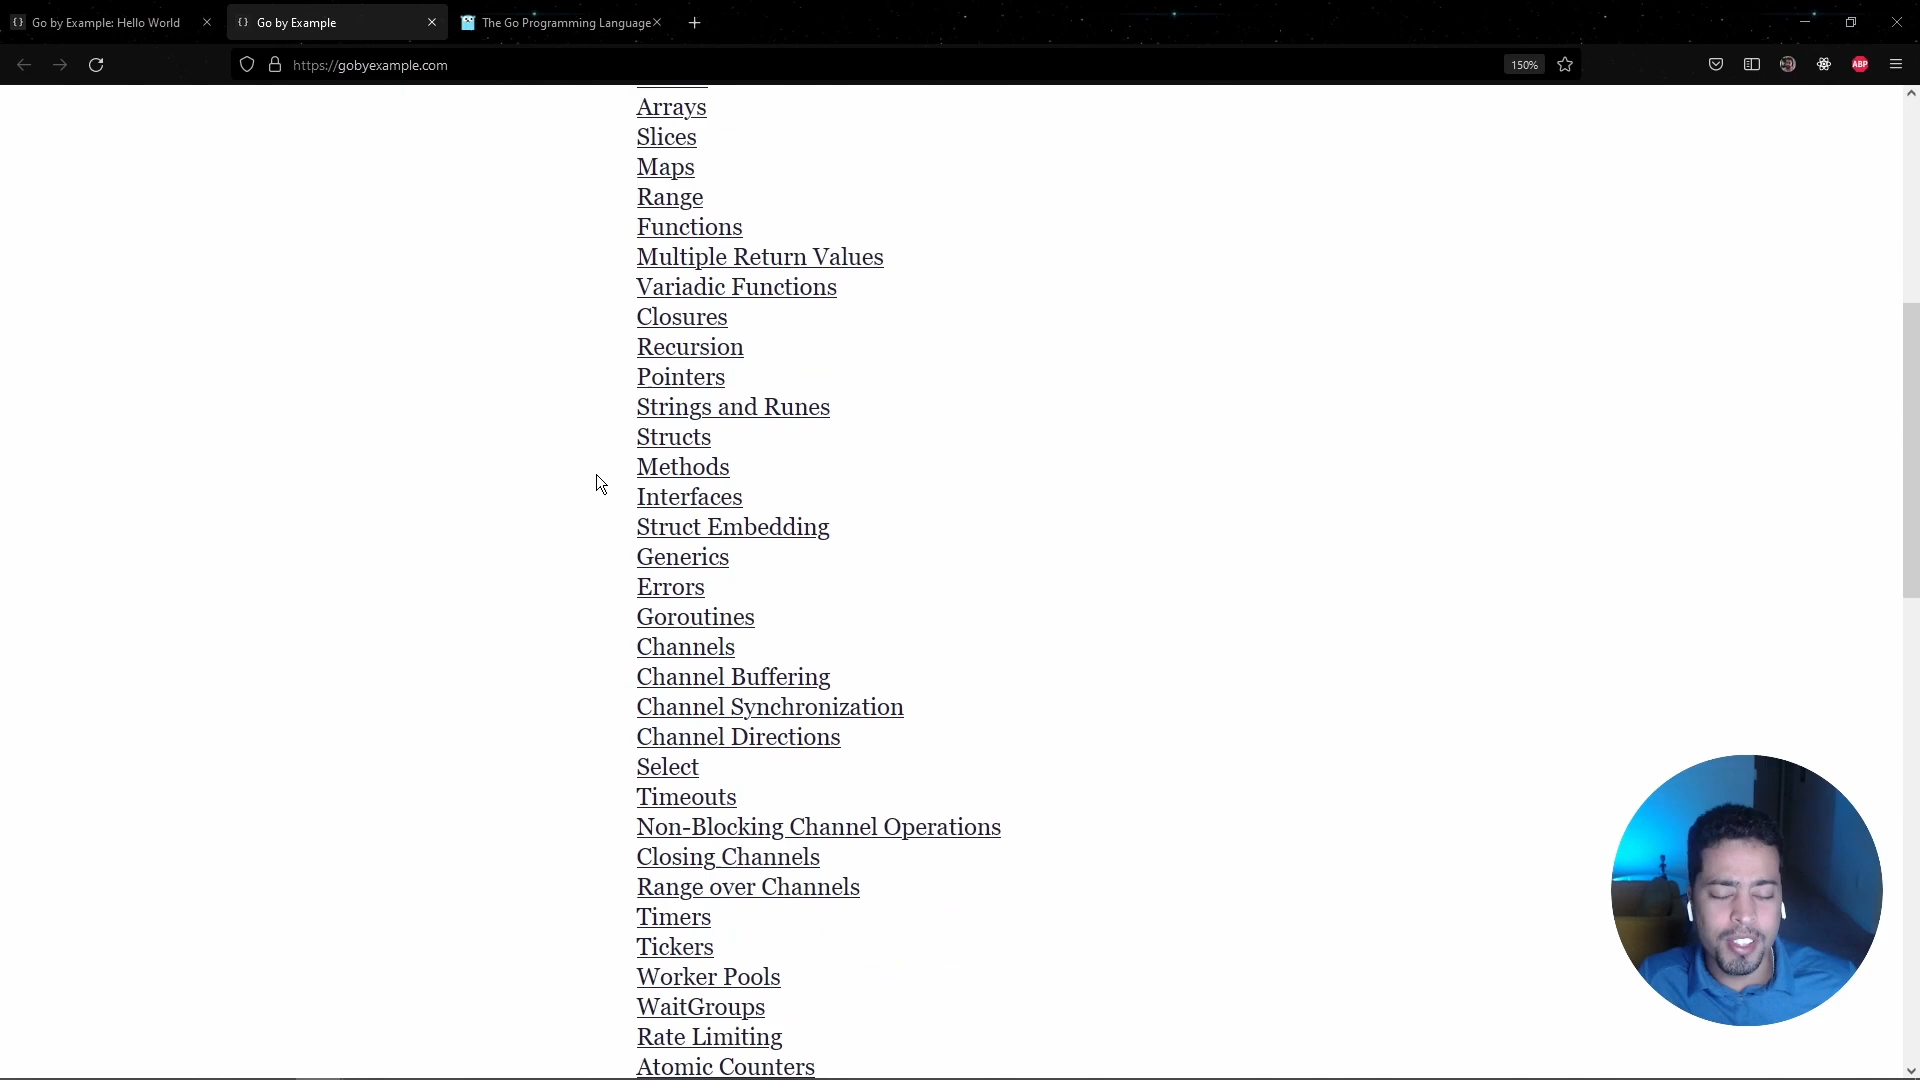 Go by Example: Hello World
Go by Example
The Go Programming Language
https://gobyexample.com
150%
ABP
Arrays
Slices
Maps
Range
Functions
Multiple Return Values
Variadic Functions
Closures
Recursion
Pointers
Strings and Runes
Structs
Methods
Interfaces
Struct Embedding
Generics
Errors
Goroutines
Channels
Channel Buffering
Channel Synchronization
Channel Directions
Select
Timeouts
Non-Blocking Channel Operations
Closing Channels
Range over Channels
Timers
Tickers
Worker Pools
WaitGroups
Rate Limiting
Atomic Counters